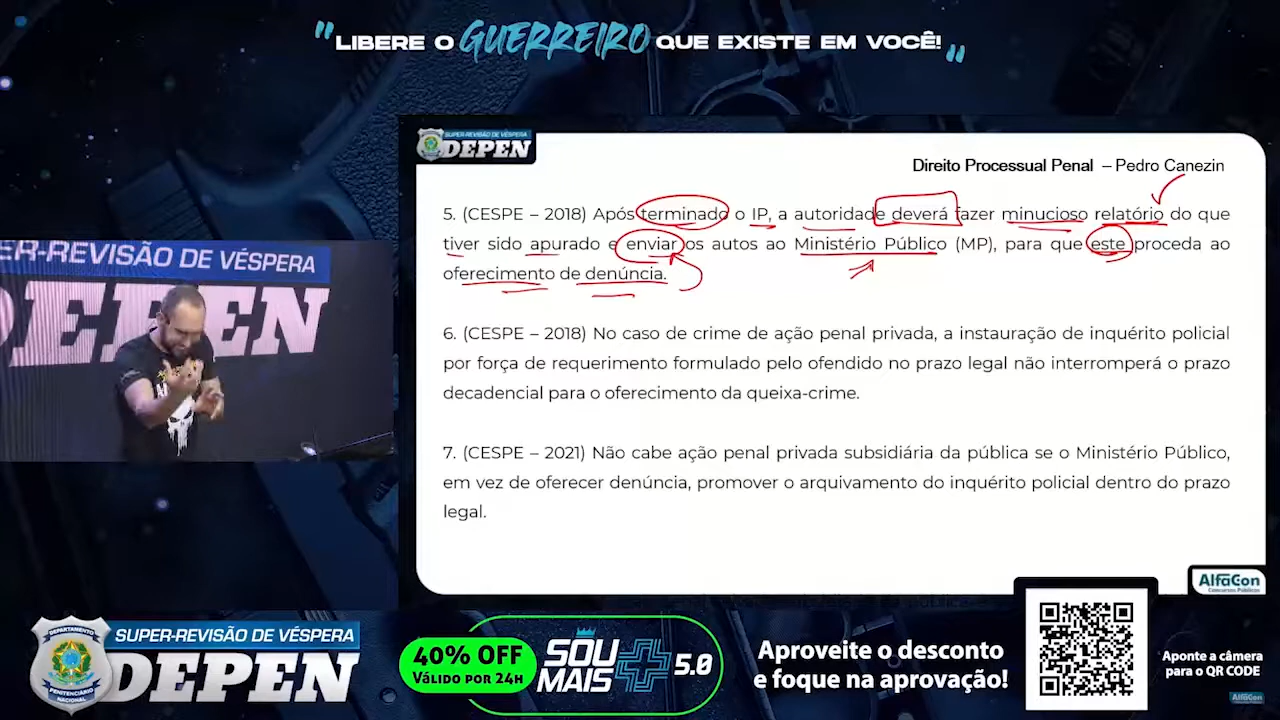 "LIBERE O GUERREIRO QUE EXISTE EM VOCÊ!"
SUPER-REVISÃO DE VÉSPERA
DEPEN
Direito Processual Penal – Pedro Canezin
5. (CESPE – 2018) Após terminado o IP, a autoridade deverá fazer minucioso relatório do que
tiver sido apurado e enviar os autos ao Ministério Público (MP), para que este proceda ao
oferecimento de denúncia.
6. (CESPE – 2018) No caso de crime de ação penal privada, a instauração de inquérito policial
por força de requerimento formulado pelo ofendido no prazo legal não interromperá o prazo
decadencial para o oferecimento da queixa-crime.
7. (CESPE – 2021) Não cabe ação penal privada subsidiária da pública se o Ministério Público,
em vez de oferecer denúncia, promover o arquivamento do inquérito policial dentro do prazo
legal.
ER-REVISÃO DE VÉSPERA
DEPEN
AlfaCon
Concursos Públicos
DEPARTAMENTO
PENITENCIÁRIO
NACIONAL
SUPER-REVISÃO DE VÉSPERA
DEPEN
40% OFF
VÁLIDO POR 24H
SOU
MAIS
5.0
Aproveite o desconto
e foque na aprovação!
Aponte a câmera
para o QR CODE
AlfaCon